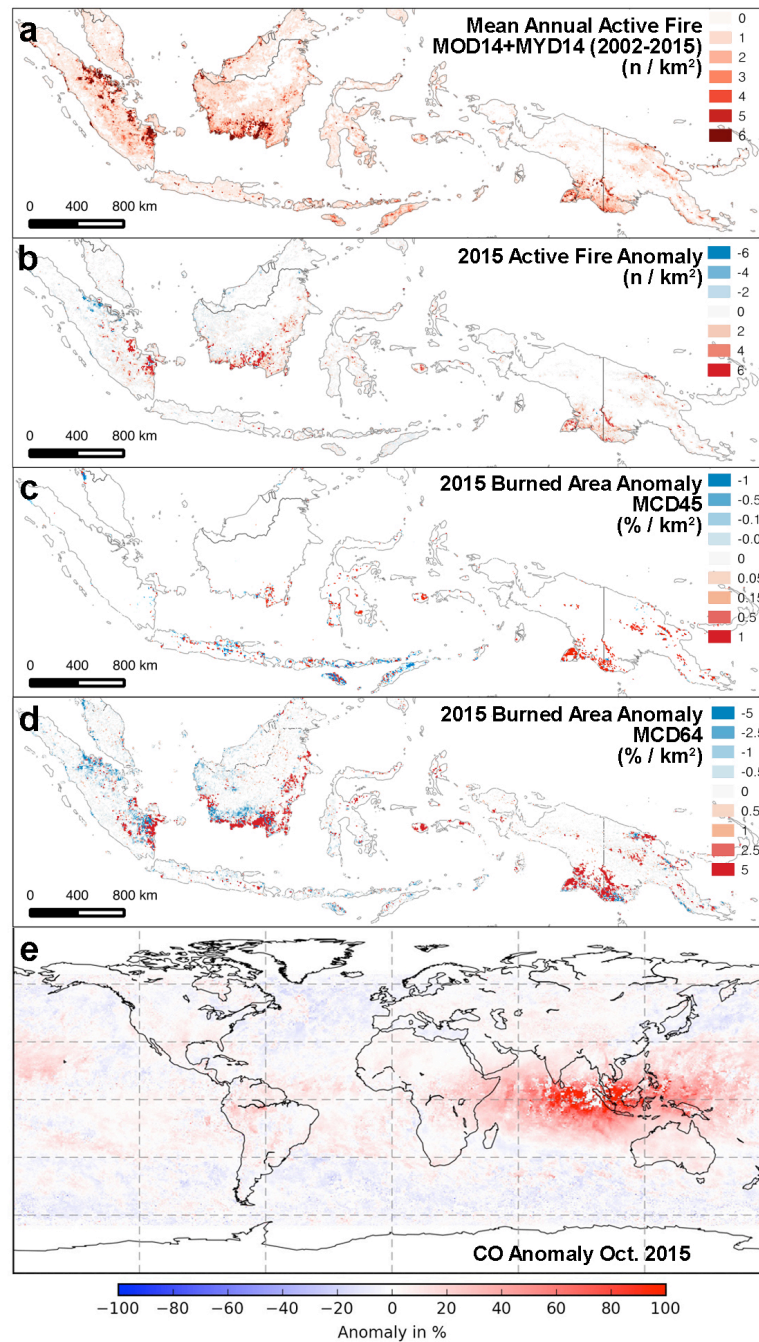 a
Mean Annual Active Fire
MOD14+MYD14 (2002-2015)
(n / km²)
0
1
2
3
4
5
6
0 400 800 km
b
2015 Active Fire Anomaly
(n / km²)
-6
-4
-2
0
2
4
6
0 400 800 km
c
2015 Burned Area Anomaly
MCD45
(% / km²)
-1
-0.5
-0.1
-0.0
0
0.05
0.15
0.5
1
0 400 800 km
d
2015 Burned Area Anomaly
MCD64
(% / km²)
-5
-2.5
-1
-0.5
0
0.5
1
2.5
5
0 400 800 km
e
CO Anomaly Oct. 2015
−100 −80 −60 −40 −20 0 20 40 60 80 100
Anomaly in %